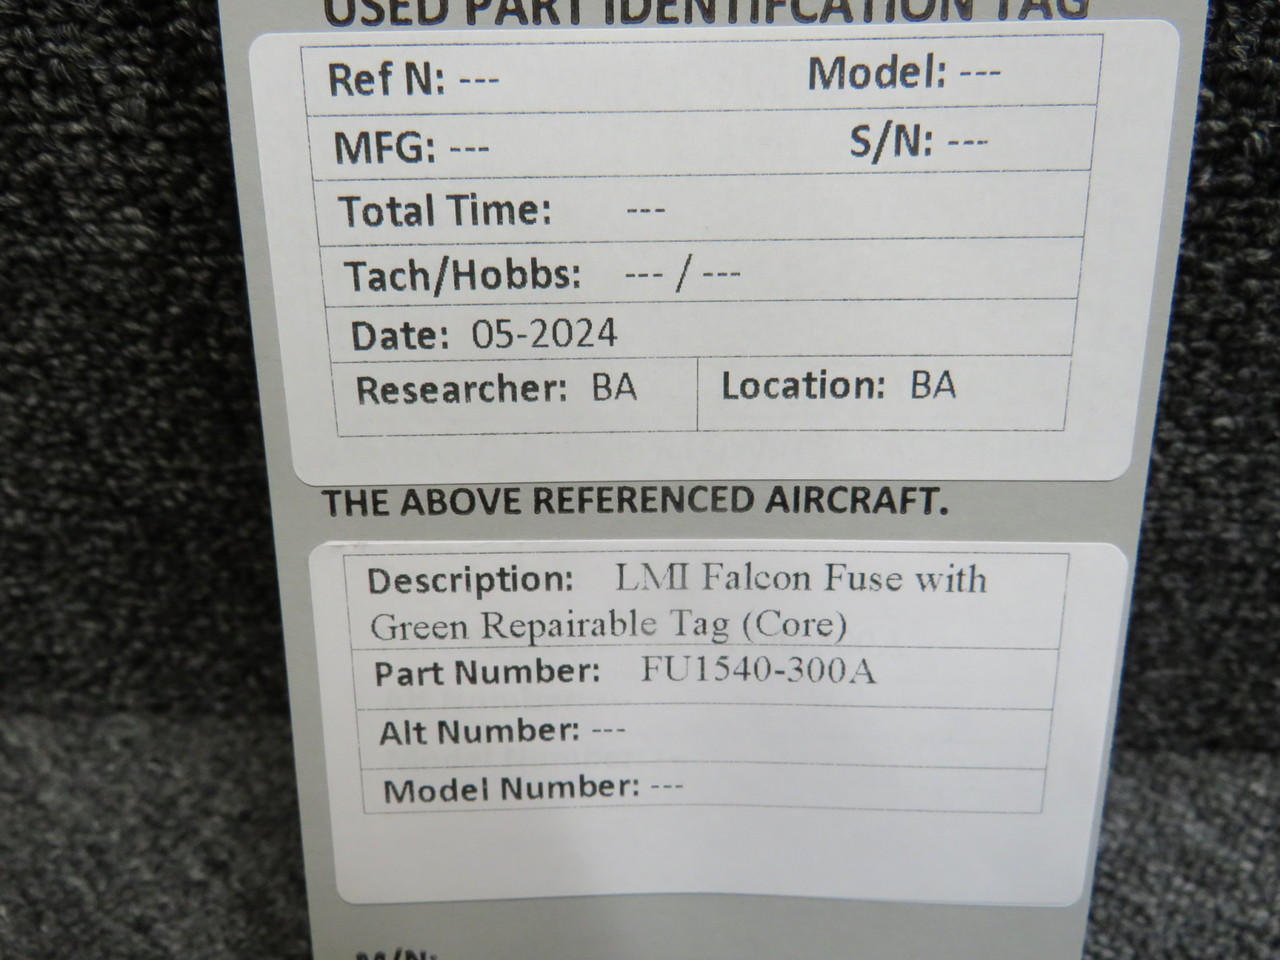 USED PART IDENTIFCATION TAG
Ref N: --- Model: ---
MFG: --- S/N: ---
Total Time: ---
Tach/Hobbs: --- / ---
Date: 05-2024
Researcher: BA Location: BA
THE ABOVE REFERENCED AIRCRAFT.
Description: LMI Falcon Fuse with
Green Repairable Tag (Core)
Part Number: FU1540-300A
Alt Number: ---
Model Number: ---